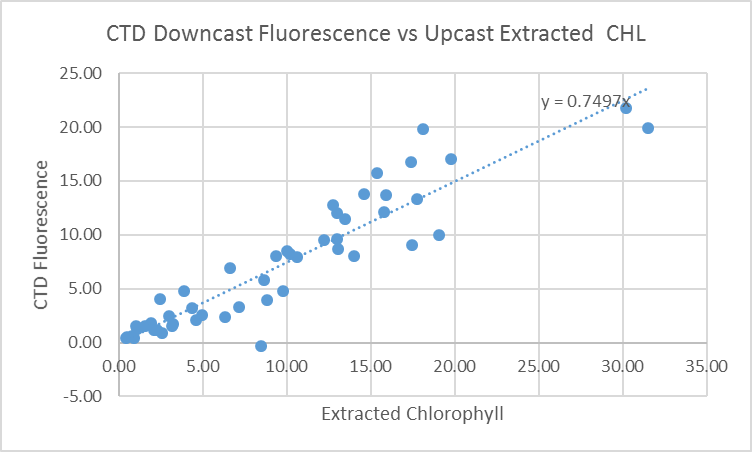 CTD Downcast Fluorescence vs Upcast Extracted  CHL
25.00
y = 0.7497x
20.00
15.00
10.00
5.00
0.00
-5.00
CTD Fluorescence
0.00 5.00 10.00 15.00 20.00 25.00 30.00 35.00
Extracted Chlorophyll